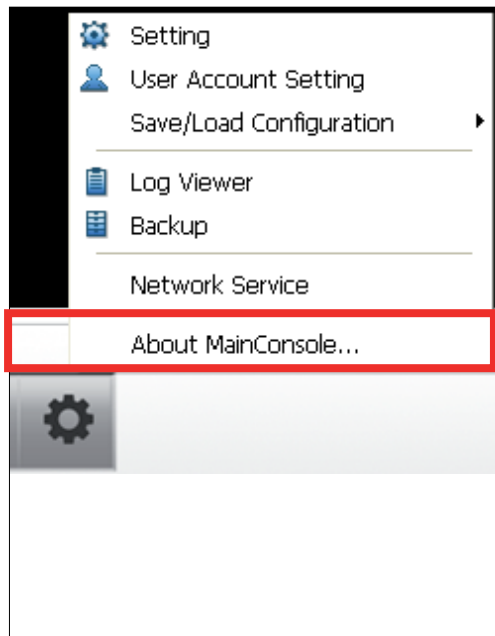 Setting
User Account Setting
Save/Load Configuration
Log Viewer
Backup
Network Service
About MainConsole...